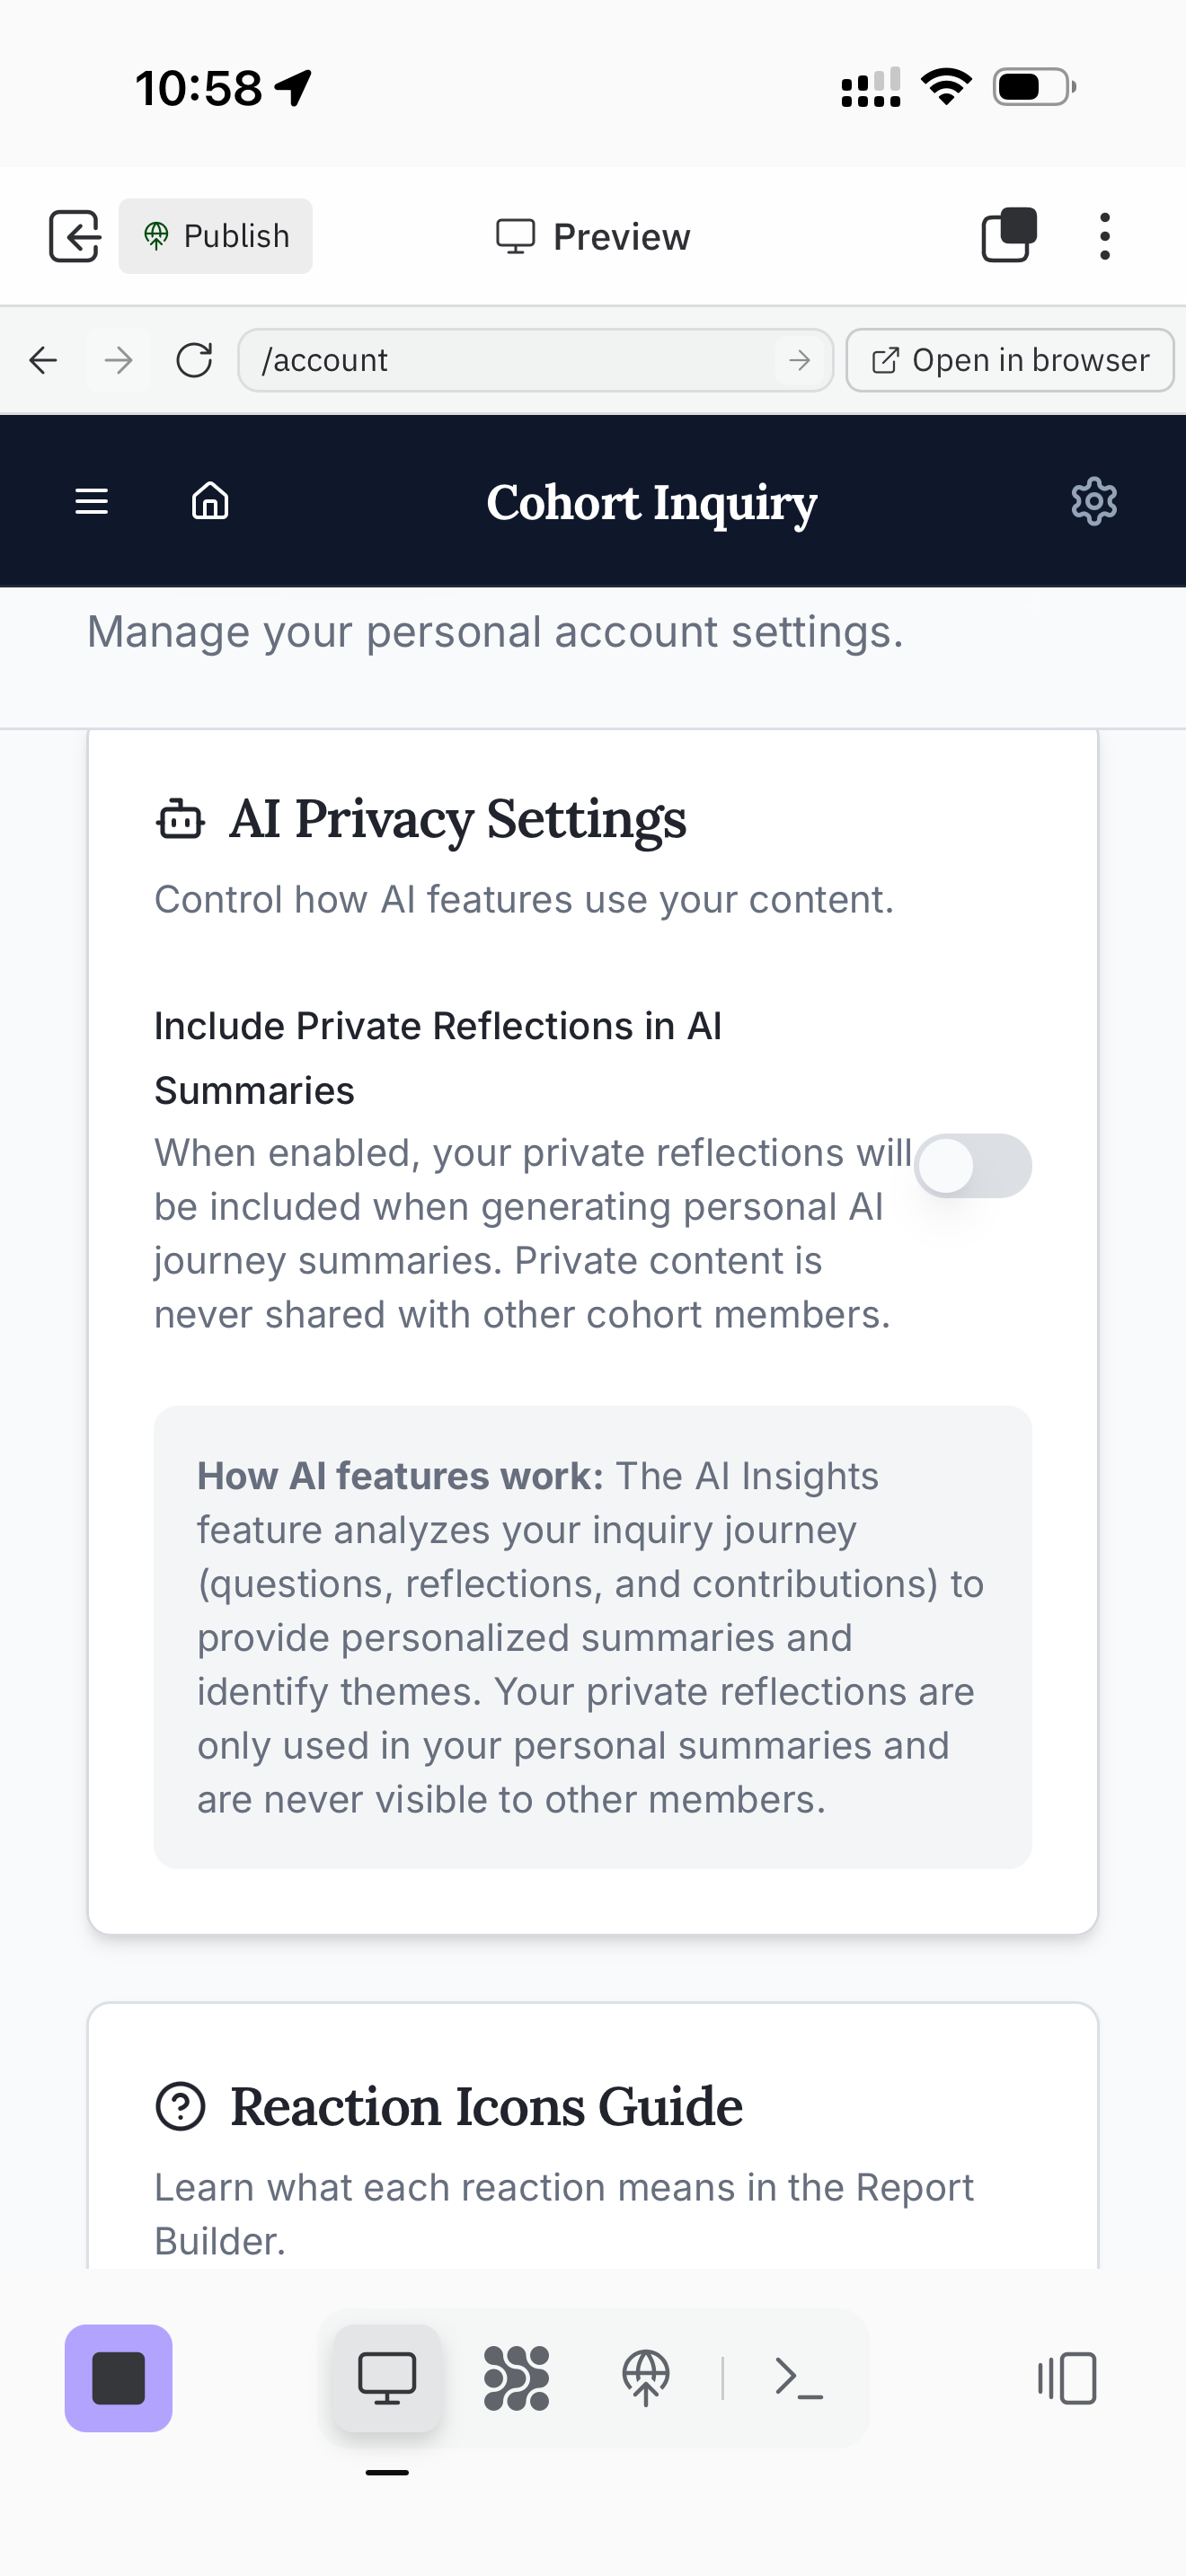 10:58
Publish
Preview
/account
Open in browser
Cohort Inquiry
Manage your personal account settings.
AI Privacy Settings
Control how AI features use your content.
Include Private Reflections in AI
Summaries
When enabled, your private reflections will
be included when generating personal AI
journey summaries. Private content is
never shared with other cohort members.
How AI features work: The AI Insights
feature analyzes your inquiry journey
(questions, reflections, and contributions) to
provide personalized summaries and
identify themes. Your private reflections are
only used in your personal summaries and
are never visible to other members.
Reaction Icons Guide
Learn what each reaction means in the Report
Builder.